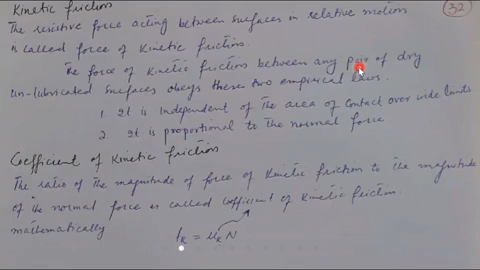 Kinetic friction
32
The resistive force acting between surfaces in relative motion
is called force of Kinetic friction.
The force of Kinetic friction between any pair of dry
un-lubricated surfaces obeys these two empirical laws.
1. It is independent of the area of contact over wide limits
2. It is proportional to the normal force
Coefficient of Kinetic friction
The ratio of the magnitude of force of Kinetic friction to the magnitude
of the normal force is called coefficient of Kinetic friction.
mathematically
fk = μk N